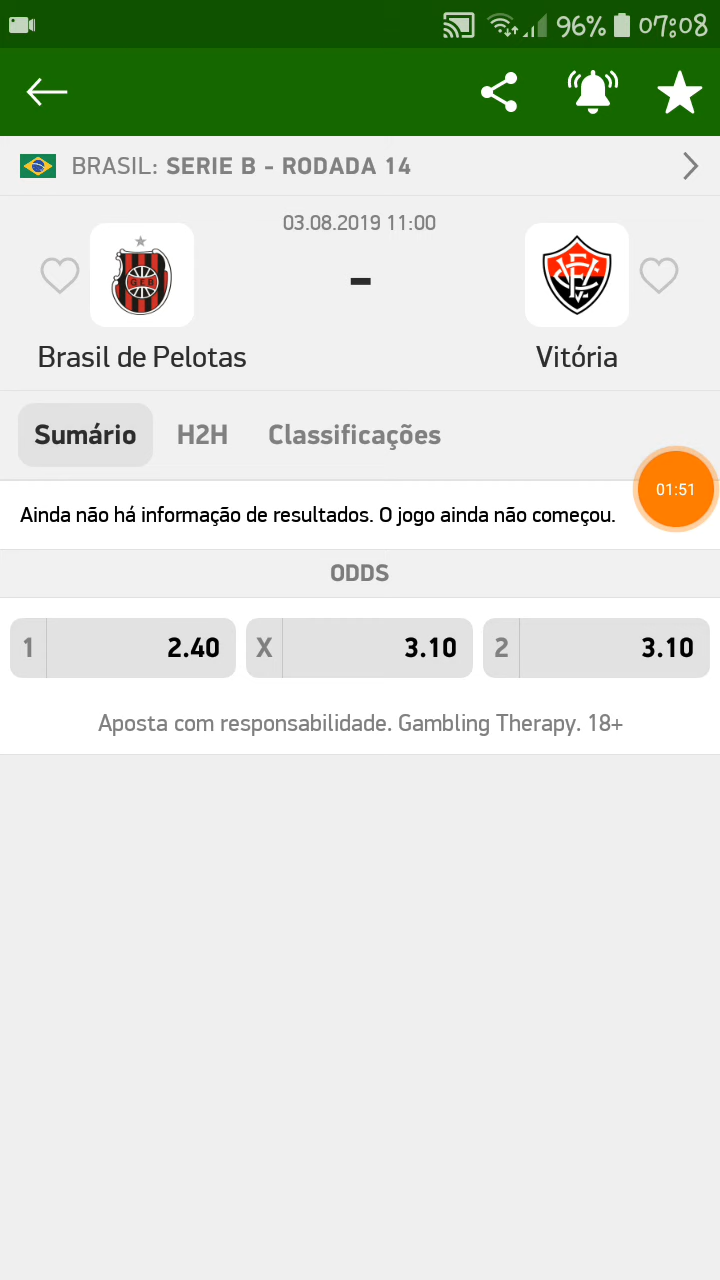 96% 07:08
BRASIL: SERIE B - RODADA 14
03.08.2019 11:00
GEB
-
Brasil de Pelotas
Vitória
Sumário H2H Classificações
01:51
Ainda não há informação de resultados. O jogo ainda não começou.
ODDS
1 2.40 X 3.10 2 3.10
Aposta com responsabilidade. Gambling Therapy. 18+